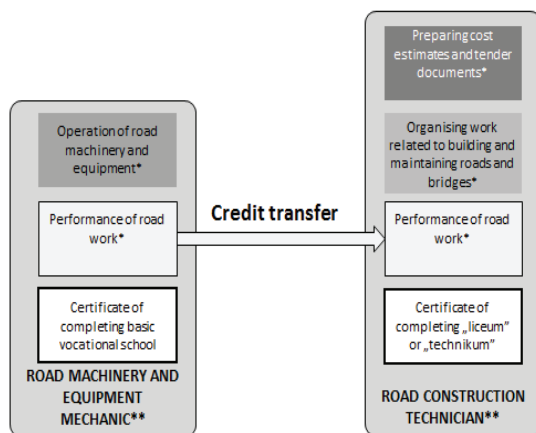 Operation of road
machinery and
equipment*
Performance of road
work*
Certificate of
completing basic
vocational school
ROAD MACHINERY AND
EQUIPMENT
MECHANIC**
Credit transfer
Preparing cost
estimates and tender
documents*
Organising work
related to building and
maintaining roads and
bridges*
Performance of road
work*
Certificate of
completing „liceum”
or „technikum”
ROAD CONSTRUCTION
TECHNICIAN**